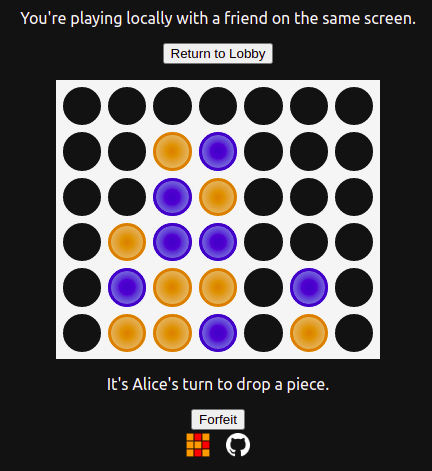 You're playing locally with a friend on the same screen.
Return to Lobby
It's Alice's turn to drop a piece.
Forfeit